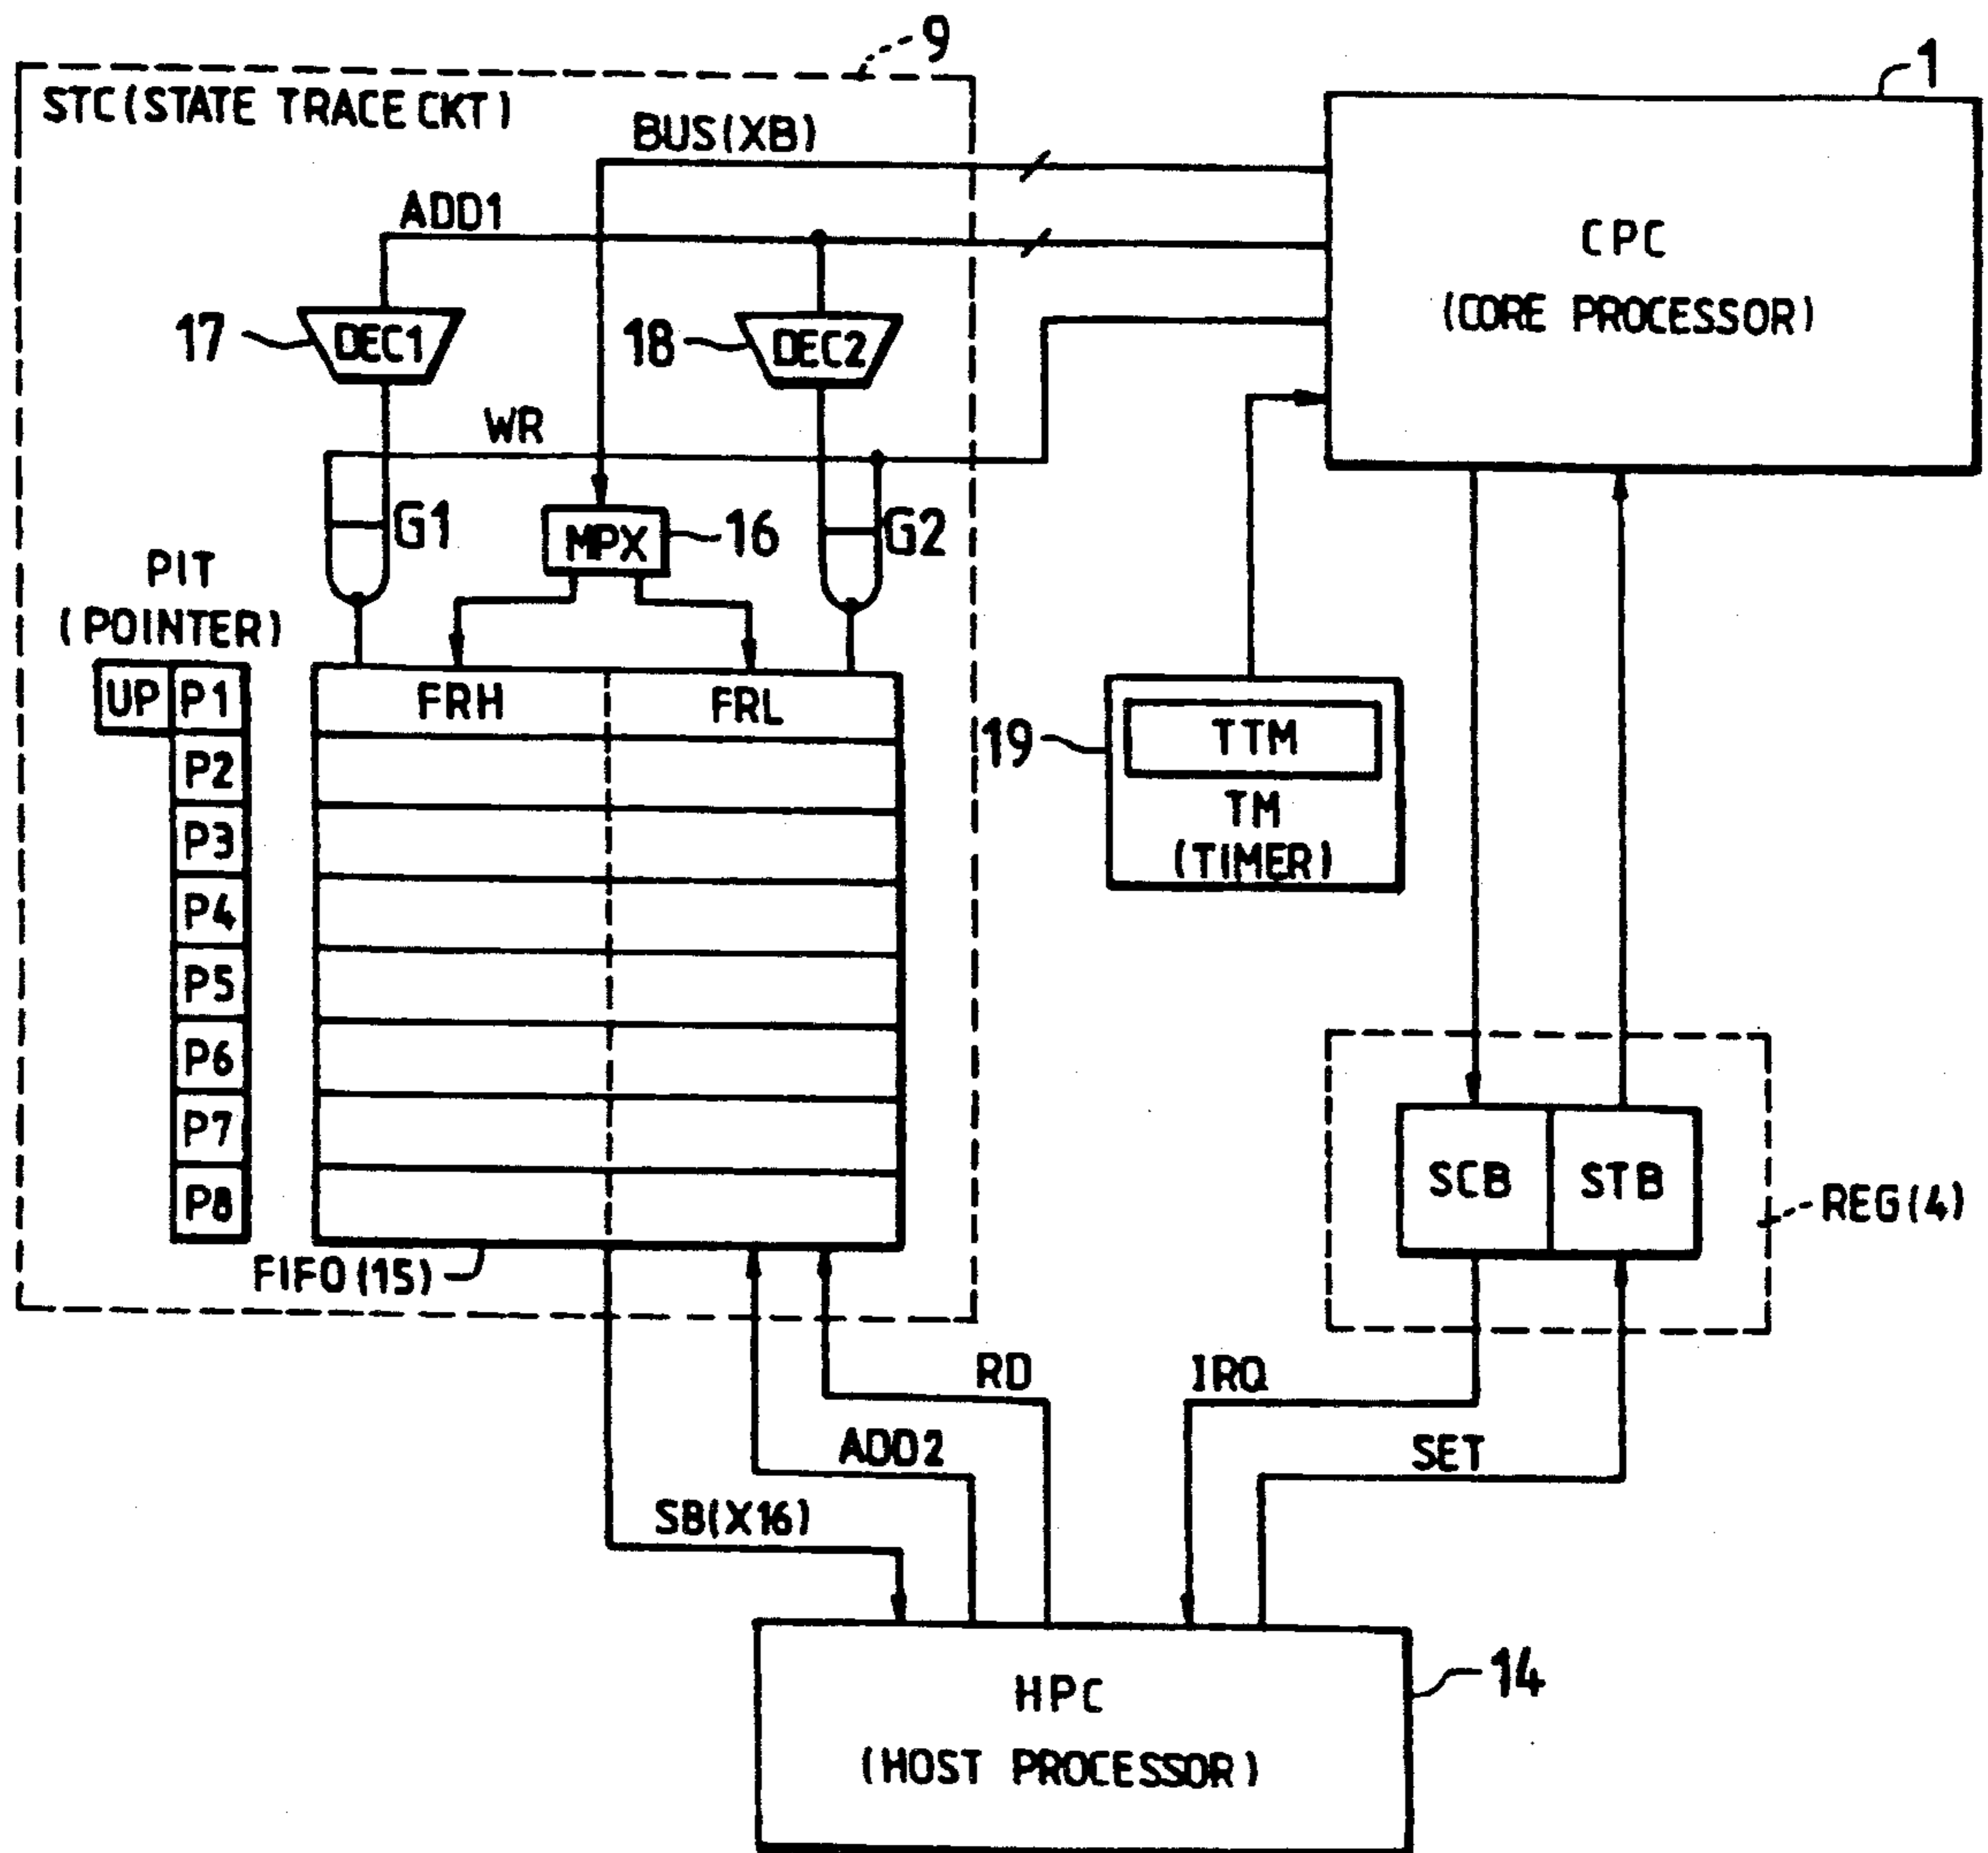 9
1
STC(STATE TRACE CKT)
BUS(XB)
ADD1
CPC
(CORE PROCESSOR)
17
DEC1
18
DEC2
WR
G1
MPX
16
G2
PIT
(POINTER)
UP
P1
FRH
FRL
P2
P3
P4
P5
P6
P7
P8
19
TTM
TM
(TIMER)
SCB
STB
REG(4)
FIFO(15)
RD
IRQ
ADD2
SET
SB(X16)
HPC
(HOST PROCESSOR)
14